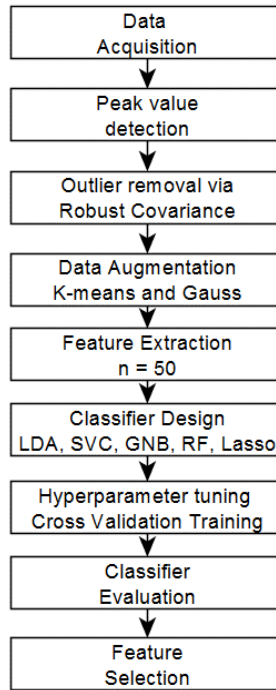 Data
Acquisition
Peak value
detection
Outlier removal via
Robust Covariance
Data Augmentation
K-means and Gauss
Feature Extraction
n = 50
Classifier Design
LDA, SVC, GNB, RF, Lasso
Hyperparameter tuning
Cross Validation Training
Classifier
Evaluation
Feature
Selection